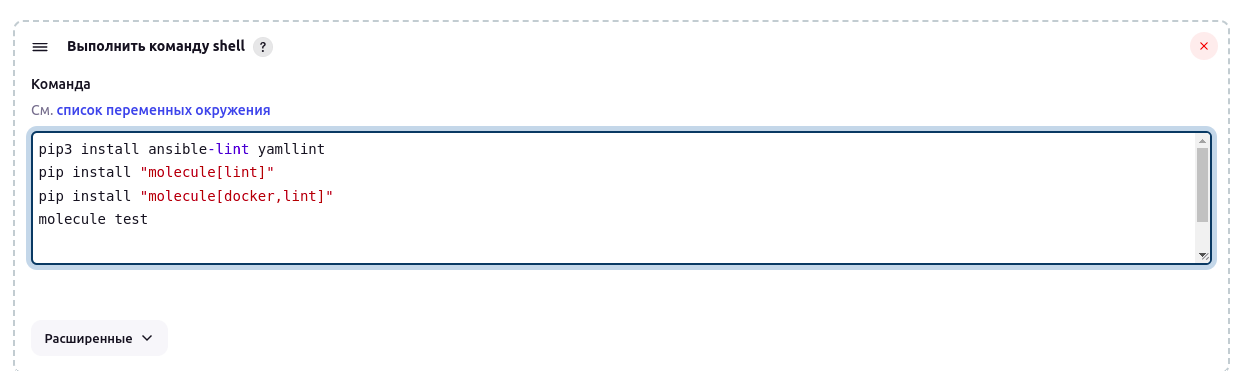 Выполнить команду shell ?
Команда
См. список переменных окружения
pip3 install ansible-lint yamllint
pip install "molecule[lint]"
pip install "molecule[docker,lint]"
molecule test
Расширенные